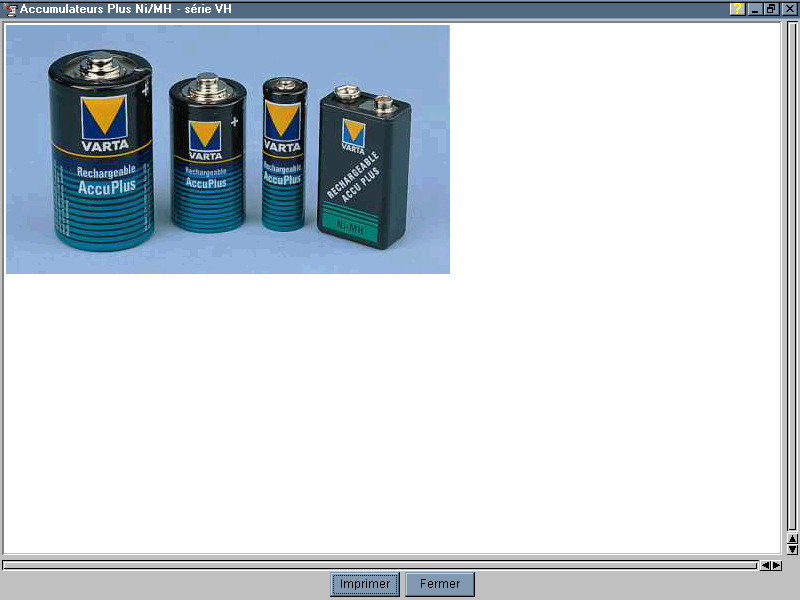 Accumulateurs Plus Ni/MH - série VH
?
VARTA
Rechargeable
AccuPlus
+
VARTA
Rechargeable
AccuPlus
+
VARTA
Rechargeable
AccuPlus
VARTA
RECHARGEABLE
ACCU PLUS
Ni-MH
Imprimer
Fermer